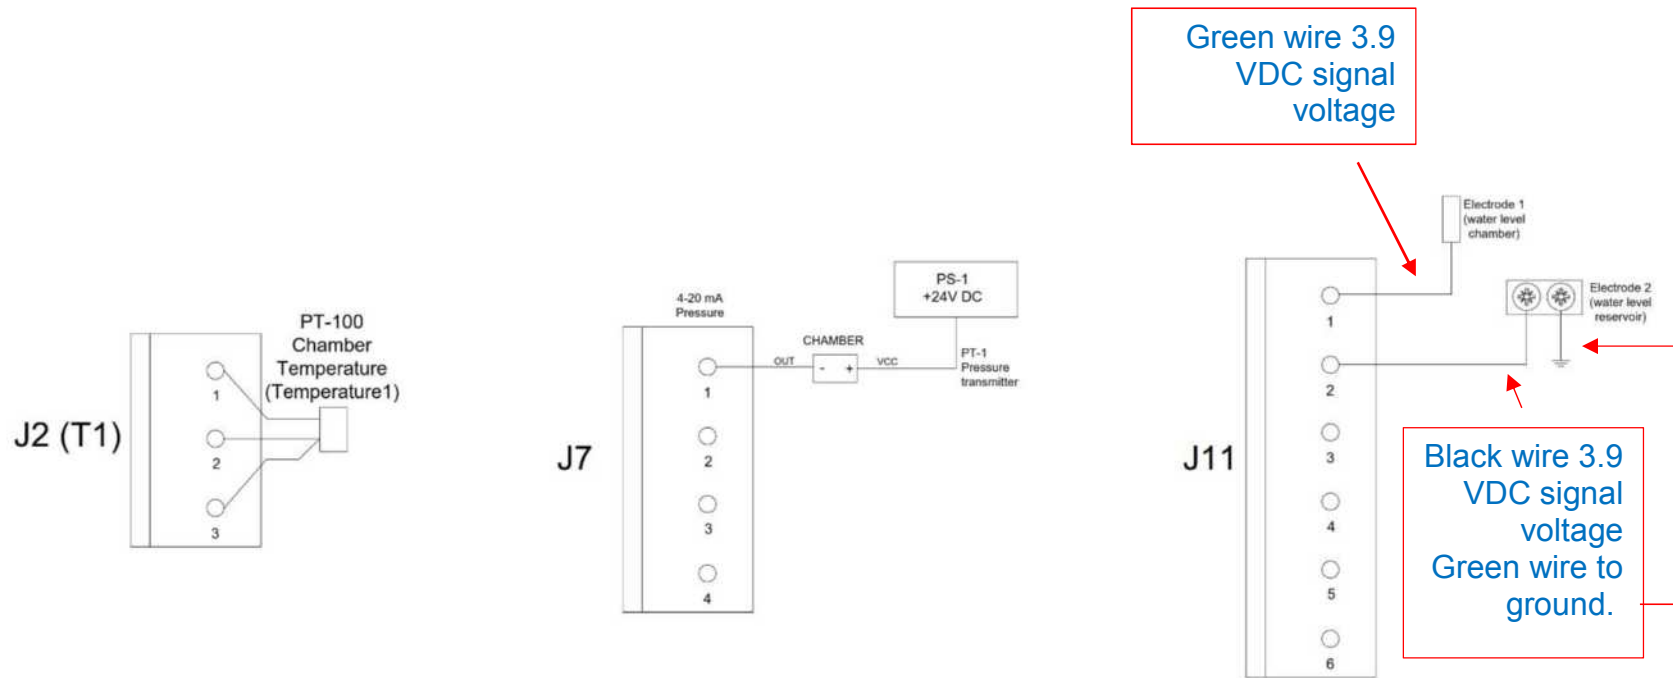 Green wire 3.9
VDC signal
voltage
PT-100
Chamber
Temperature
(Temperature1)
J2 (T1)
1
2
3
4-20 mA
Pressure
PS-1
+24V DC
CHAMBER
OUT
- +
VCC
PT-1
Pressure
transmitter
J7
1
2
3
4
Electrode 1
(water level
chamber)
Electrode 2
(water level
reservoir)
J11
1
2
3
4
5
6
Black wire 3.9
VDC signal
voltage
Green wire to
ground.